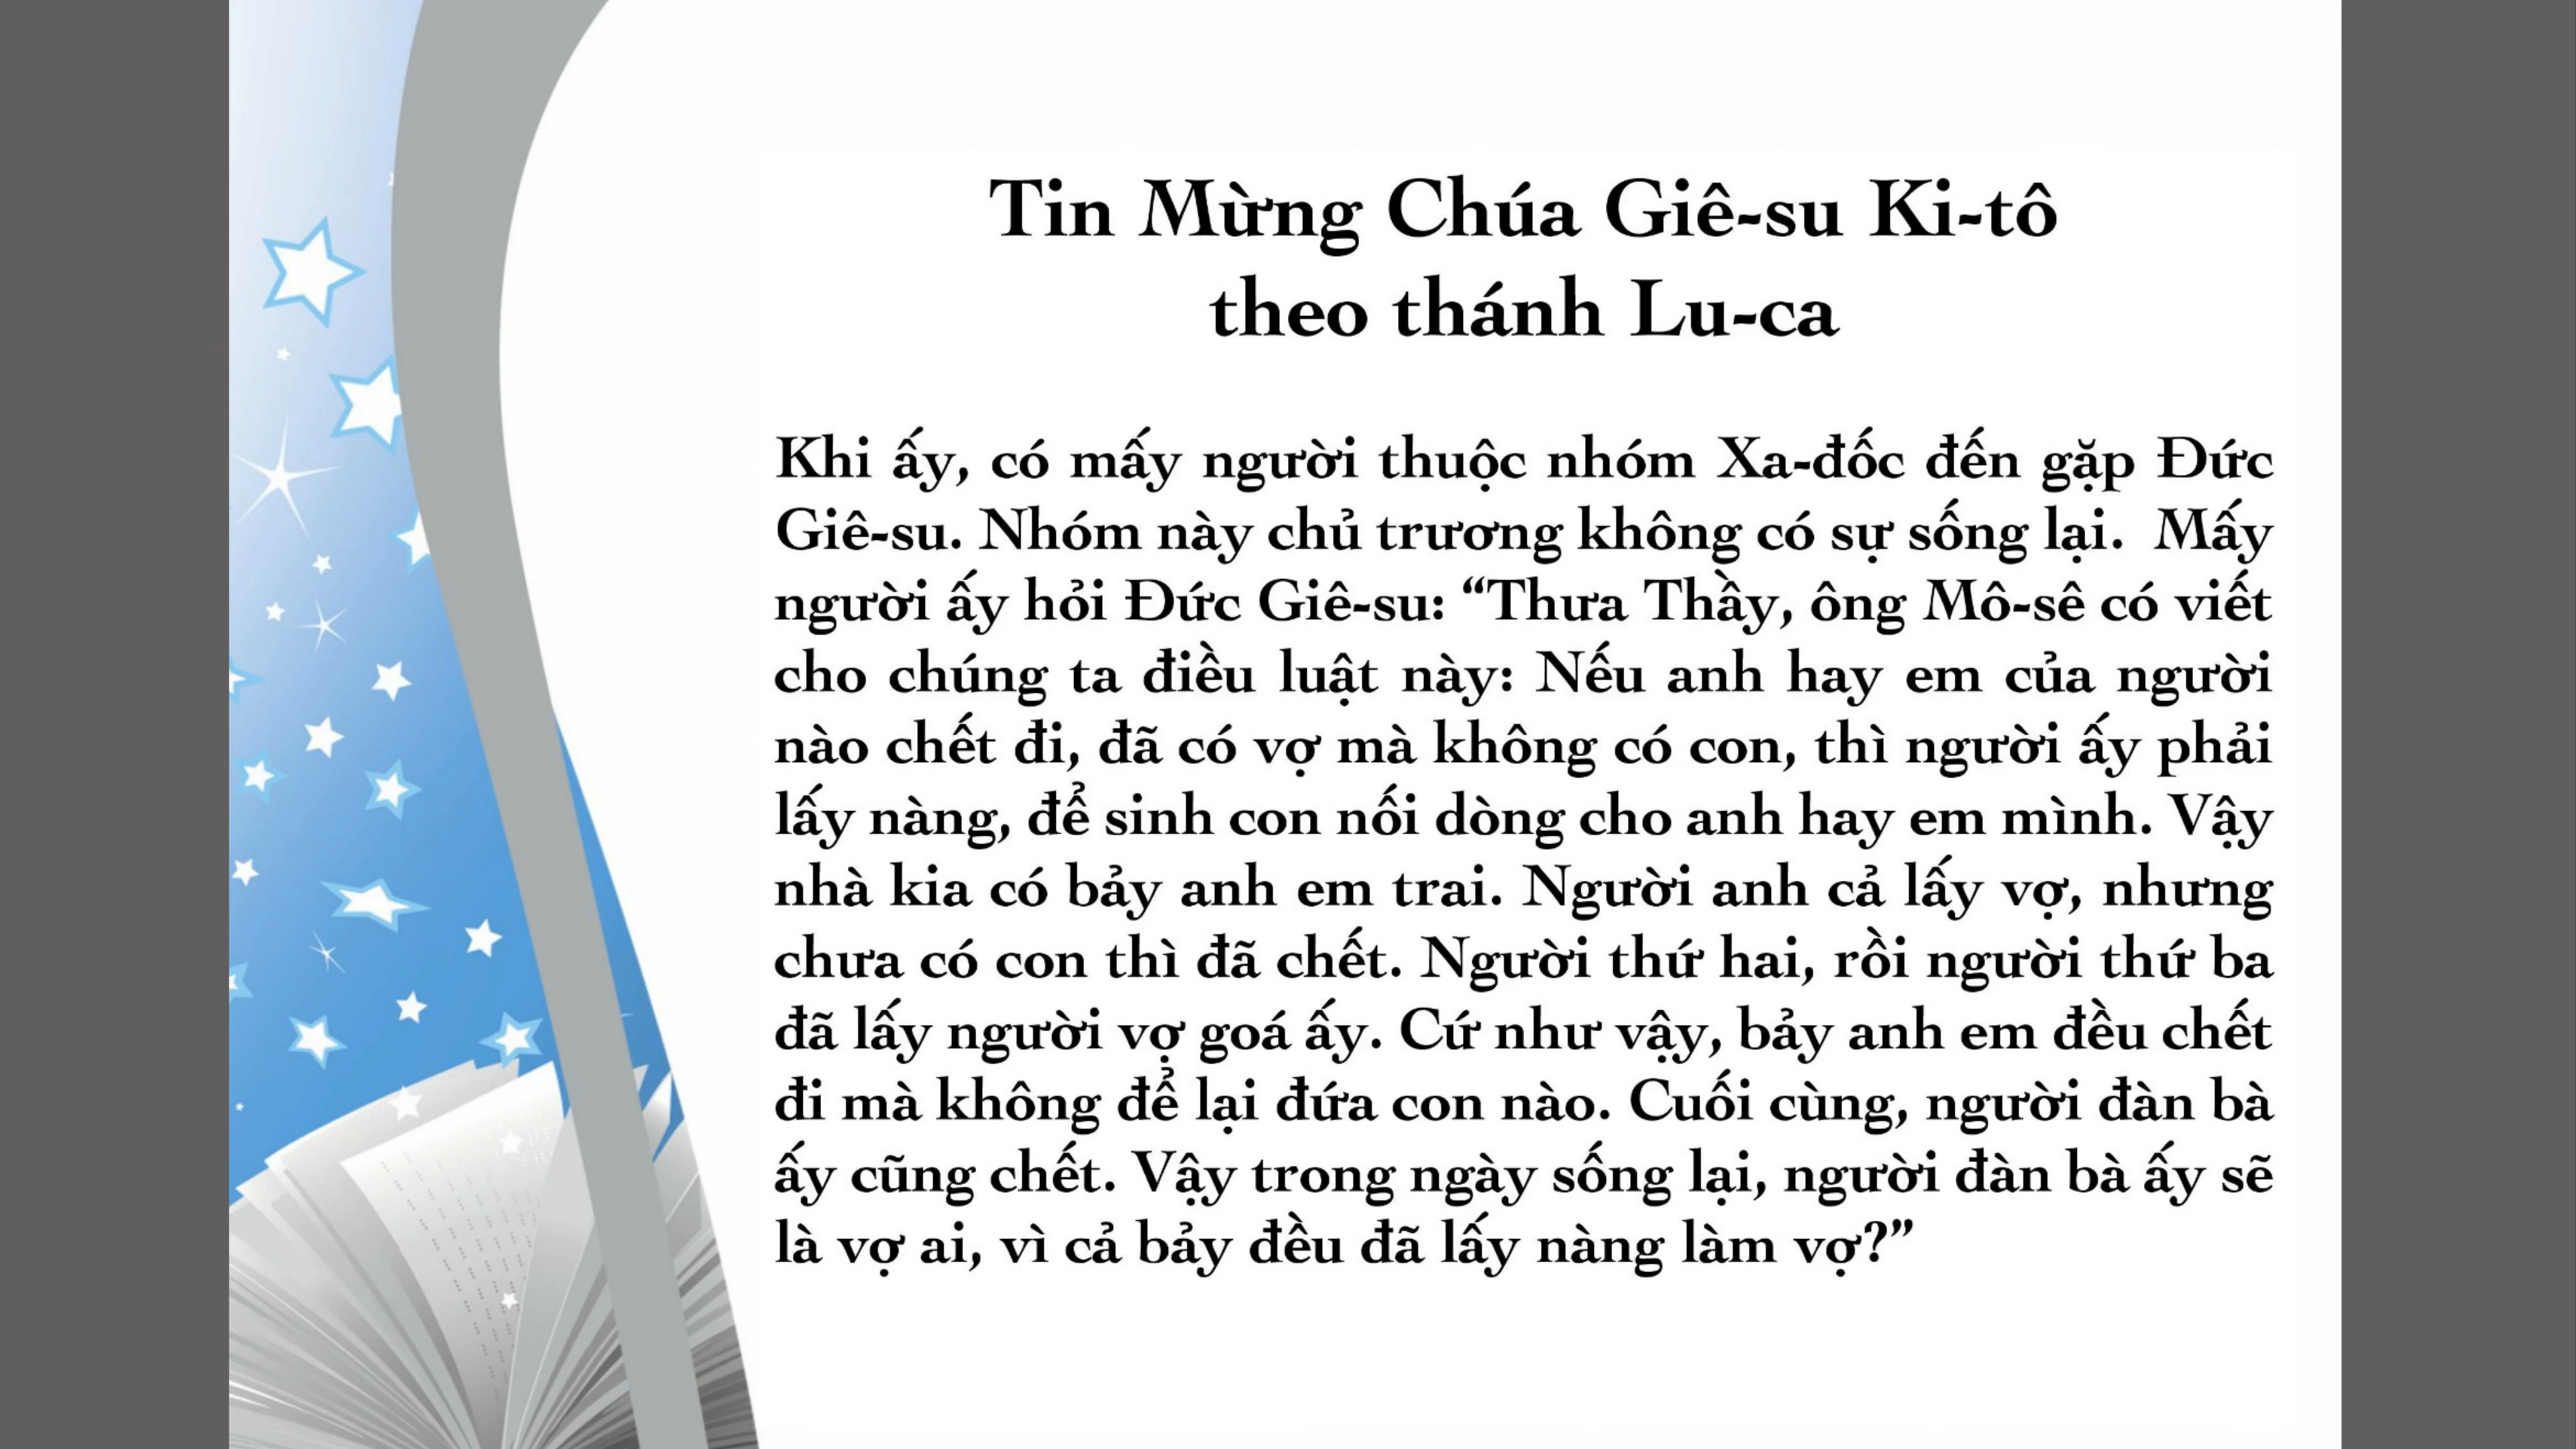 Tin Mừng Chúa Giê-su Ki-tô
theo thánh Lu-ca
Khi ấy, có mấy người thuộc nhóm Xa-đốc đến gặp Đức
Giê-su. Nhóm này chủ trương không có sự sống lại.  Mấy
người ấy hỏi Đức Giê-su: “Thưa Thầy, ông Mô-sê có viết
cho chúng ta điều luật này: Nếu anh hay em của người
nào chết đi, đã có vợ mà không có con, thì người ấy phải
lấy nàng, để sinh con nối dòng cho anh hay em mình. Vậy
nhà kia có bảy anh em trai. Người anh cả lấy vợ, nhưng
chưa có con thì đã chết. Người thứ hai, rồi người thứ ba
đã lấy người vợ goá ấy. Cứ như vậy, bảy anh em đều chết
đi mà không để lại đứa con nào. Cuối cùng, người đàn bà
ấy cũng chết. Vậy trong ngày sống lại, người đàn bà ấy sẽ
là vợ ai, vì cả bảy đều đã lấy nàng làm vợ?”